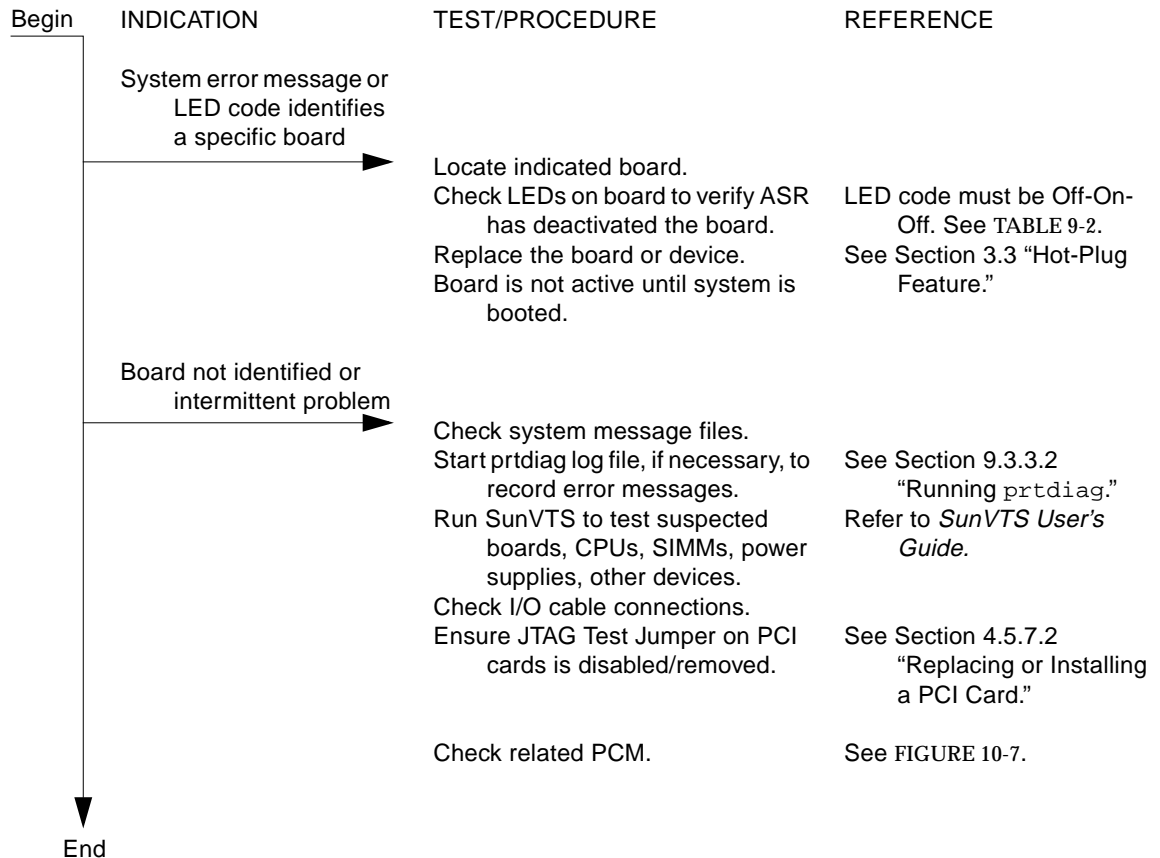 Begin INDICATION TEST/PROCEDURE REFERENCE
System error message or
LED code identifies
a specific board
Locate indicated board.
Check LEDs on board to verify ASR LED code must be Off-On-
has deactivated the board. Off. See TABLE 9-2.
Replace the board or device. See Section 3.3 “Hot-Plug
Board is not active until system is Feature.”
booted.
Board not identified or
intermittent problem
Check system message files.
Start prtdiag log file, if necessary, to See Section 9.3.3.2
record error messages. “Running prtdiag.”
Run SunVTS to test suspected Refer to SunVTS User's
boards, CPUs, SIMMs, power Guide.
supplies, other devices.
Check I/O cable connections.
Ensure JTAG Test Jumper on PCI See Section 4.5.7.2
cards is disabled/removed. “Replacing or Installing
a PCI Card.”
Check related PCM. See FIGURE 10-7.
End